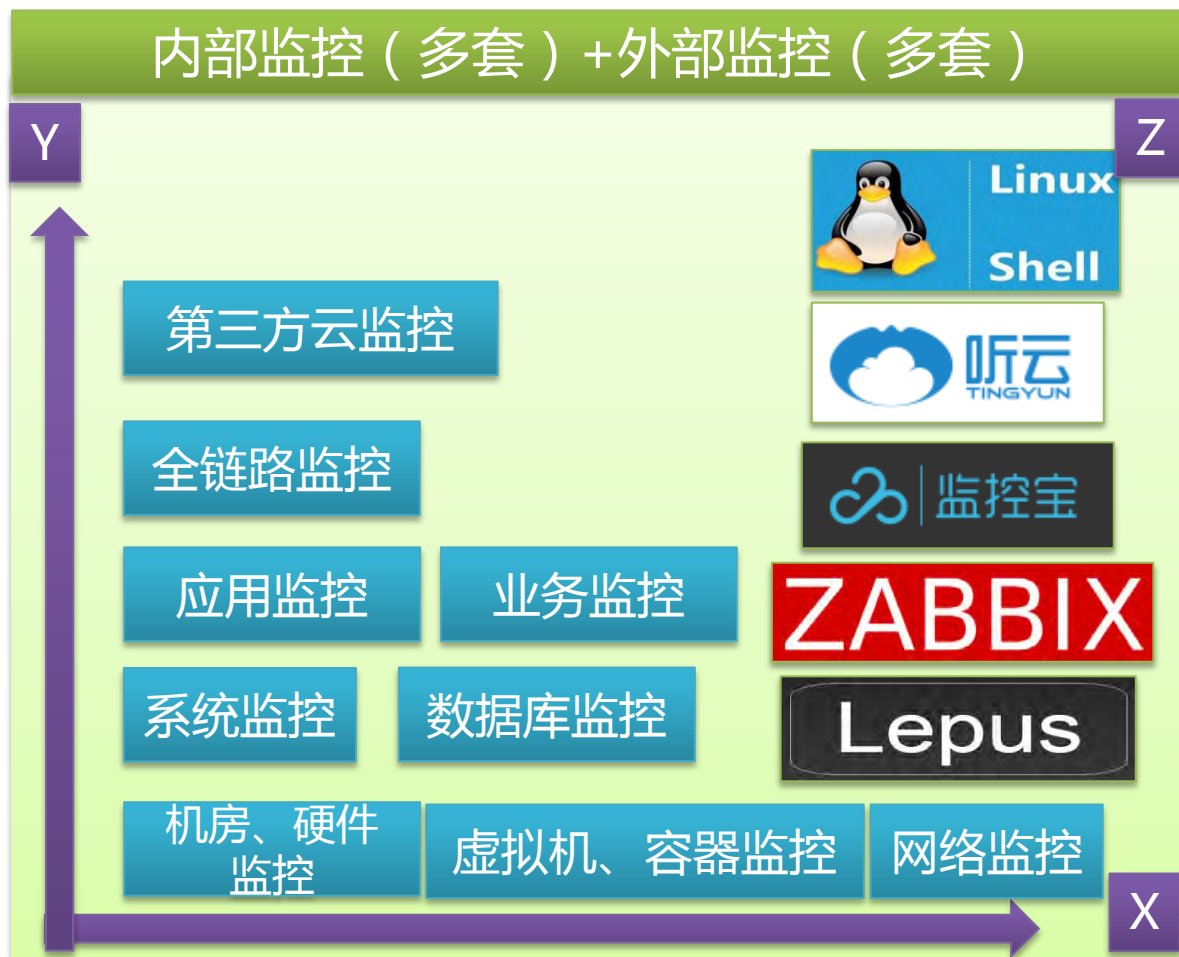 内部监控（多套）+外部监控（多套）
Y
Z
Linux
Shell
第三方云监控
听云
TINGYUN
全链路监控
监控宝
应用监控
业务监控
ZABBIX
系统监控
数据库监控
Lepus
机房、硬件
监控
虚拟机、容器监控
网络监控
X